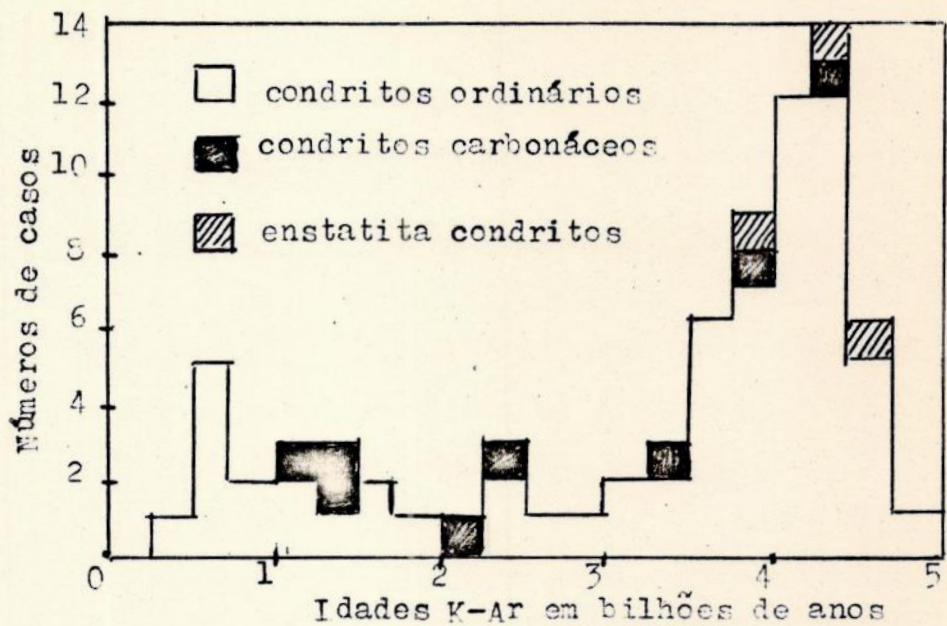 Números de casos
14
12
10
8
6
4
2
condritos ordinários
condritos carbonáceos
enstatita condritos
0 1 2 3 4 5
Idades K-Ar em bilhões de anos